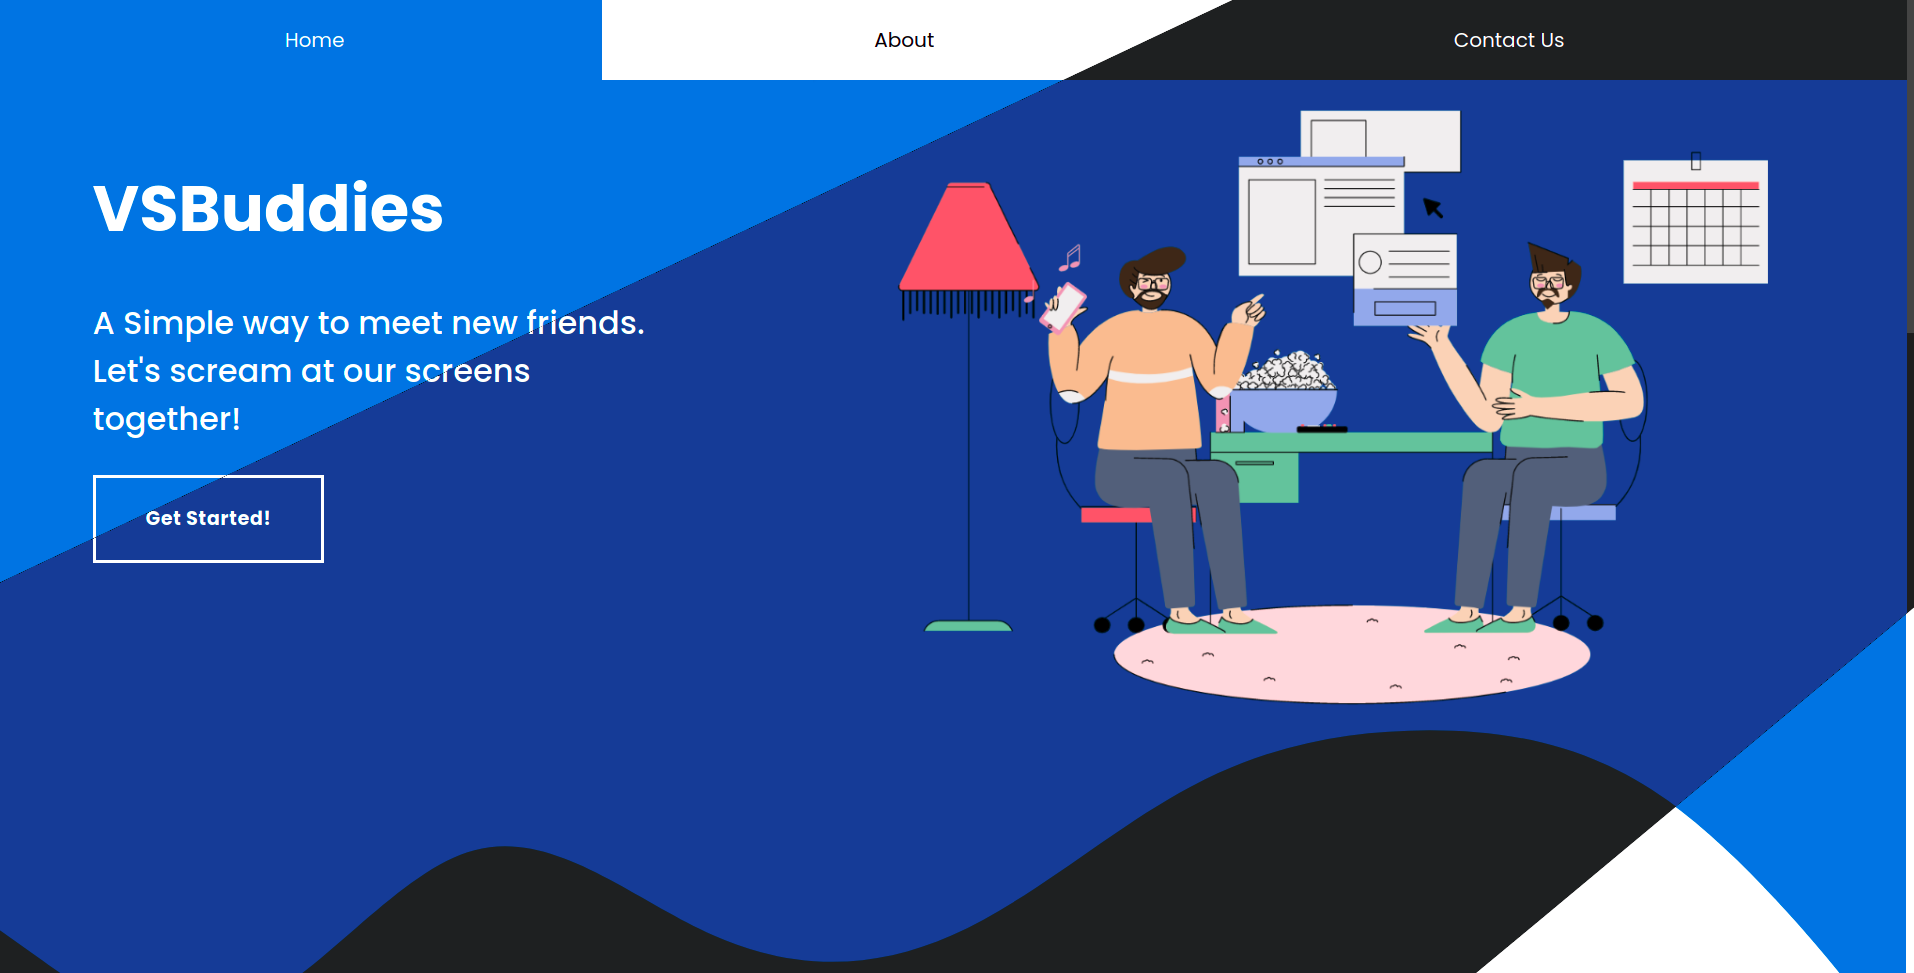 Home
About
Contact Us
VSBuddies
A Simple way to meet new friends.
Let's scream at our screens
together!
Get Started!